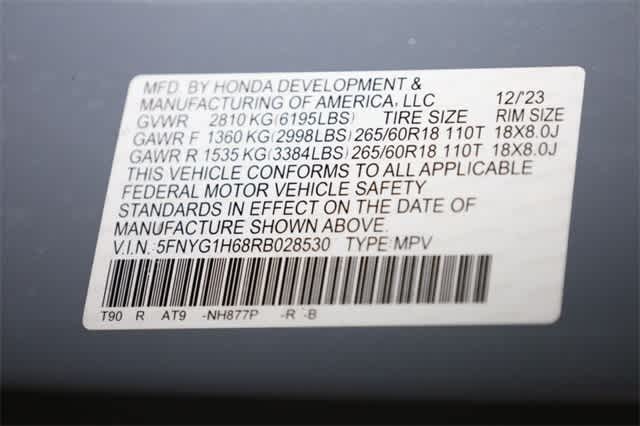 MFD. BY HONDA DEVELOPMENT &
MANUFACTURING OF AMERICA, LLC 12/'23
GVWR 2810 KG(6195LBS) TIRE SIZE RIM SIZE
GAWR F 1360 KG(2998LBS) 265/60R18 110T 18X8.0J
GAWR R 1535 KG(3384LBS) 265/60R18 110T 18X8.0J
THIS VEHICLE CONFORMS TO ALL APPLICABLE
FEDERAL MOTOR VEHICLE SAFETY
STANDARDS IN EFFECT ON THE DATE OF
MANUFACTURE SHOWN ABOVE.
V.I.N. 5FNYG1H68RB028530 TYPE:MPV
T90 R AT9 -NH877P -R -B